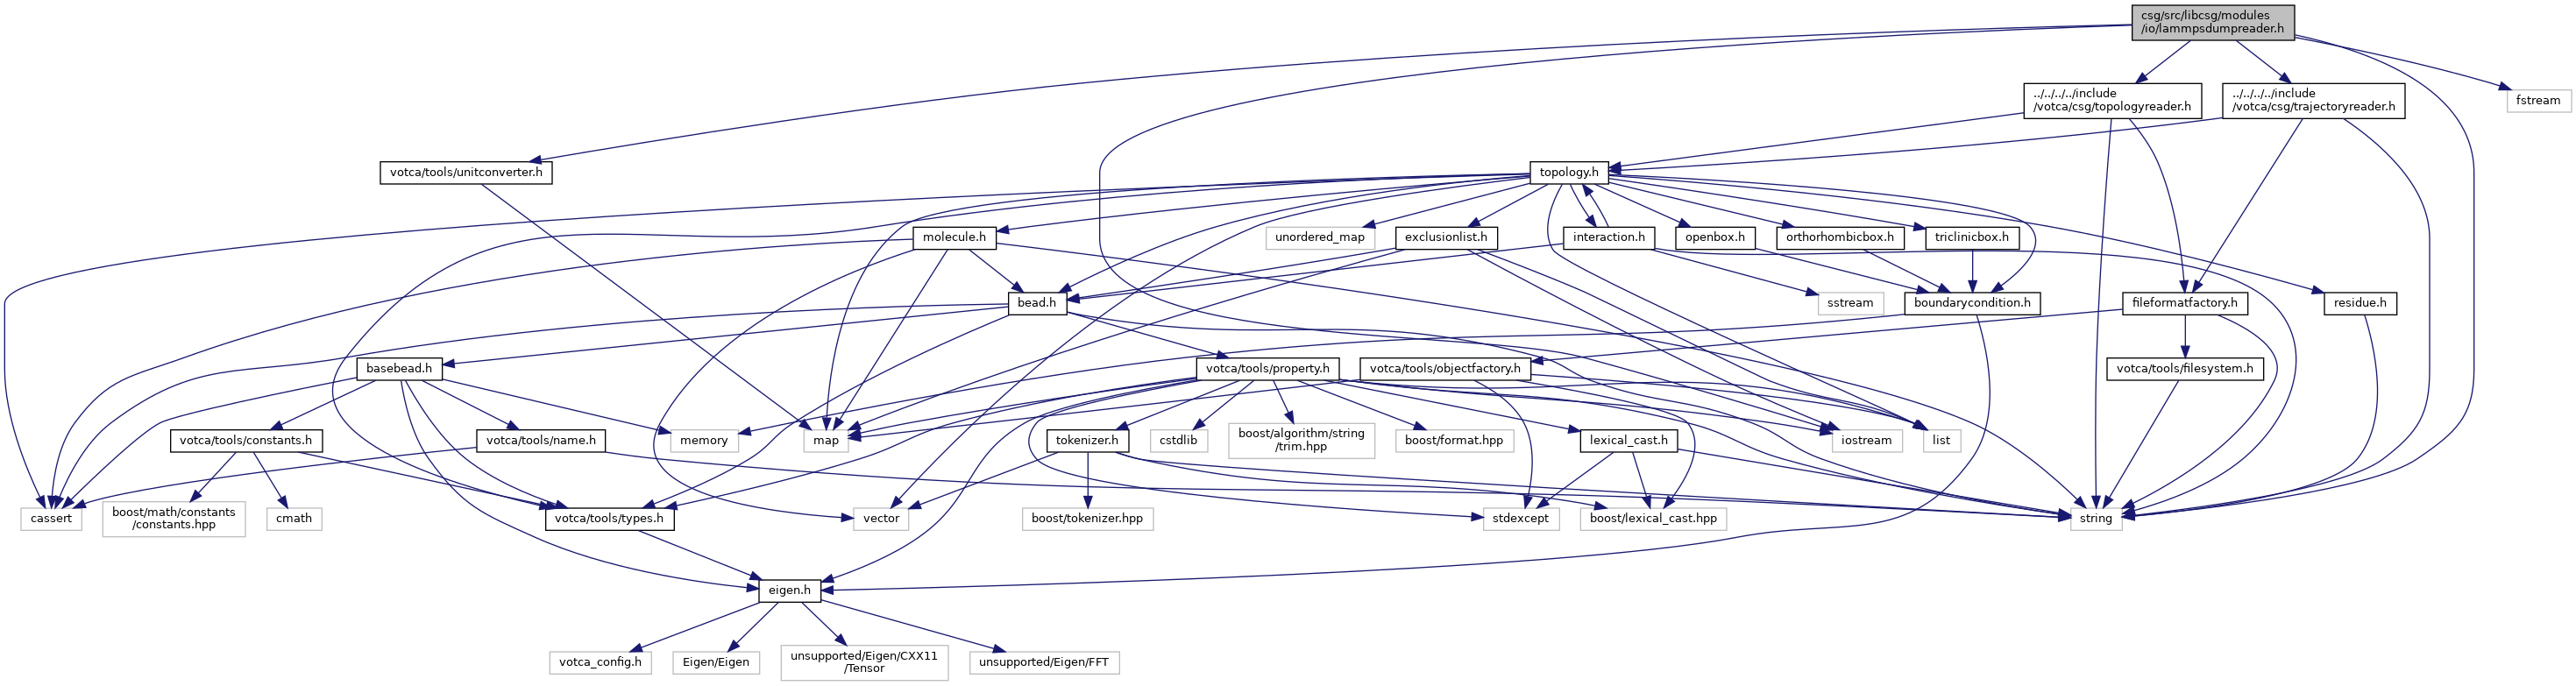 csg/src/libcsg/modules
/io/lammpsdumpreader.h
../../../../include
/votca/csg/topologyreader.h
../../../../include
/votca/csg/trajectoryreader.h
fstream
votca/tools/unitconverter.h
topology.h
molecule.h
unordered_map
exclusionlist.h
interaction.h
openbox.h
orthorhombicbox.h
triclinicbox.h
bead.h
sstream
boundarycondition.h
fileformatfactory.h
residue.h
basebead.h
votca/tools/property.h
votca/tools/objectfactory.h
votca/tools/filesystem.h
votca/tools/constants.h
votca/tools/name.h
memory
map
tokenizer.h
cstdlib
boost/algorithm/string
/trim.hpp
boost/format.hpp
lexical_cast.h
iostream
list
cassert
boost/math/constants
/constants.hpp
cmath
votca/tools/types.h
vector
boost/tokenizer.hpp
stdexcept
boost/lexical_cast.hpp
string
eigen.h
votca_config.h
Eigen/Eigen
unsupported/Eigen/CXX11
/Tensor
unsupported/Eigen/FFT